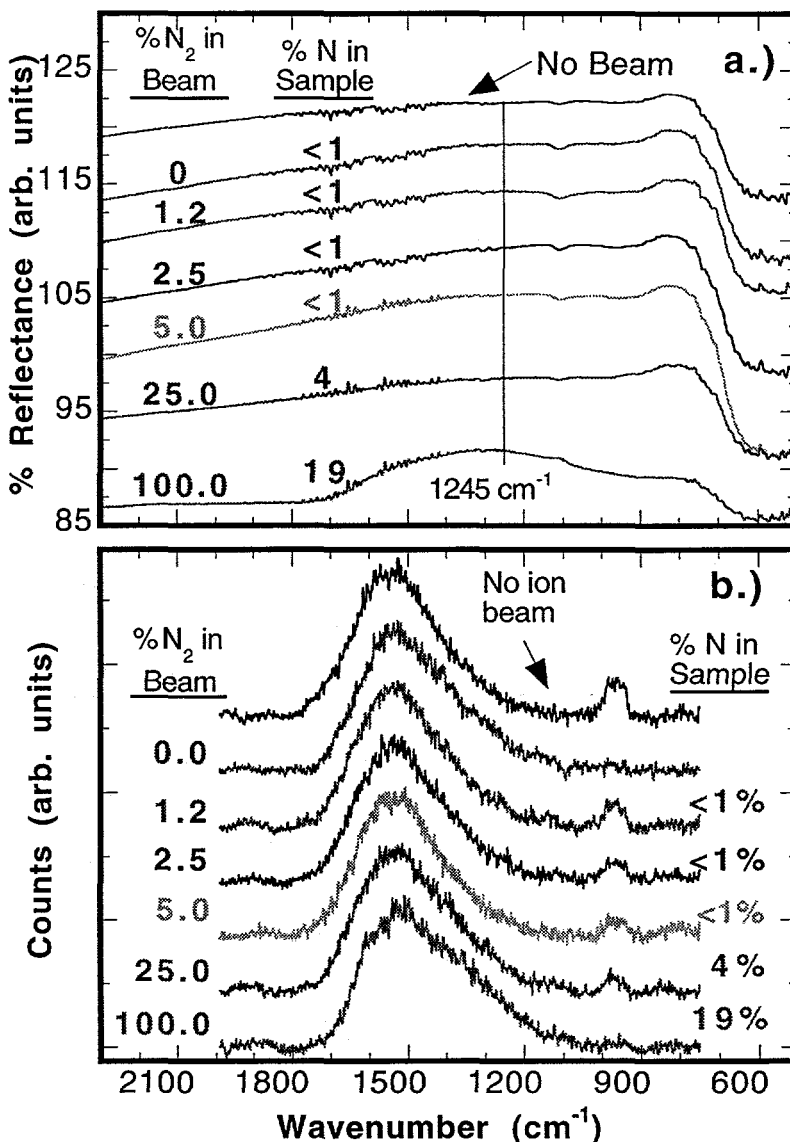 %N₂ in Beam
% N in Sample
No Beam
a.)
125
115
105
95
85
% Reflectance (arb. units)
0
<1
1.2
<1
2.5
<1
5.0
<1
25.0
4
100.0
19
1245 cm⁻¹
b.)
No ion beam
%N₂ in Beam
% N in Sample
Counts (arb. units)
0.0
1.2
<1%
2.5
<1%
5.0
<1%
25.0
4%
100.0
19%
2100 1800 1500 1200 900 600
Wavenumber (cm⁻¹)